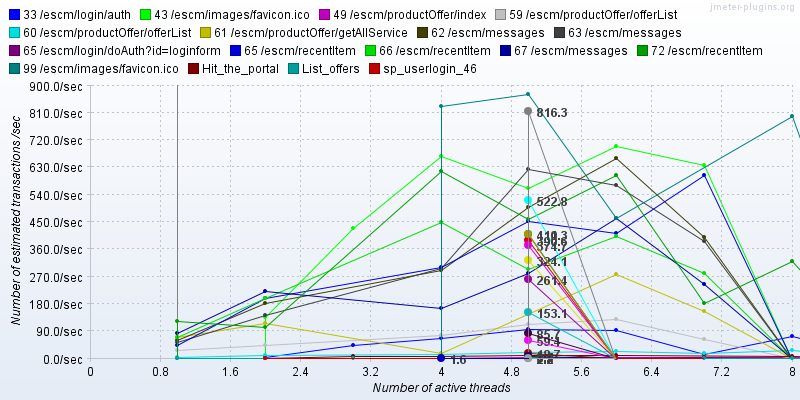 jmeter-plugins.org
33 /escm/login/auth 43 /escm/images/favicon.ico 49 /escm/productOffer/index 59 /escm/productOffer/offerList
60 /escm/productOffer/offerList 61 /escm/productOffer/getAllService 62 /escm/messages 63 /escm/messages
65 /escm/login/doAuth?id=loginform 65 /escm/recentItem 66 /escm/recentItem 67 /escm/messages 72 /escm/recentItem
99 /escm/images/favicon.ico Hit_the_portal List_offers sp_userlogin_46
Number of estimated transactions /sec
900.0/sec
810.0/sec
720.0/sec
630.0/sec
540.0/sec
450.0/sec
360.0/sec
270.0/sec
180.0/sec
90.0/sec
0.0/sec
816.3
522.8
324.1
261.4
153.1
1.6
0 0.8 1.6 2.4 3.2 4 4.8 5.6 6.4 7.2 8
Number of active threads